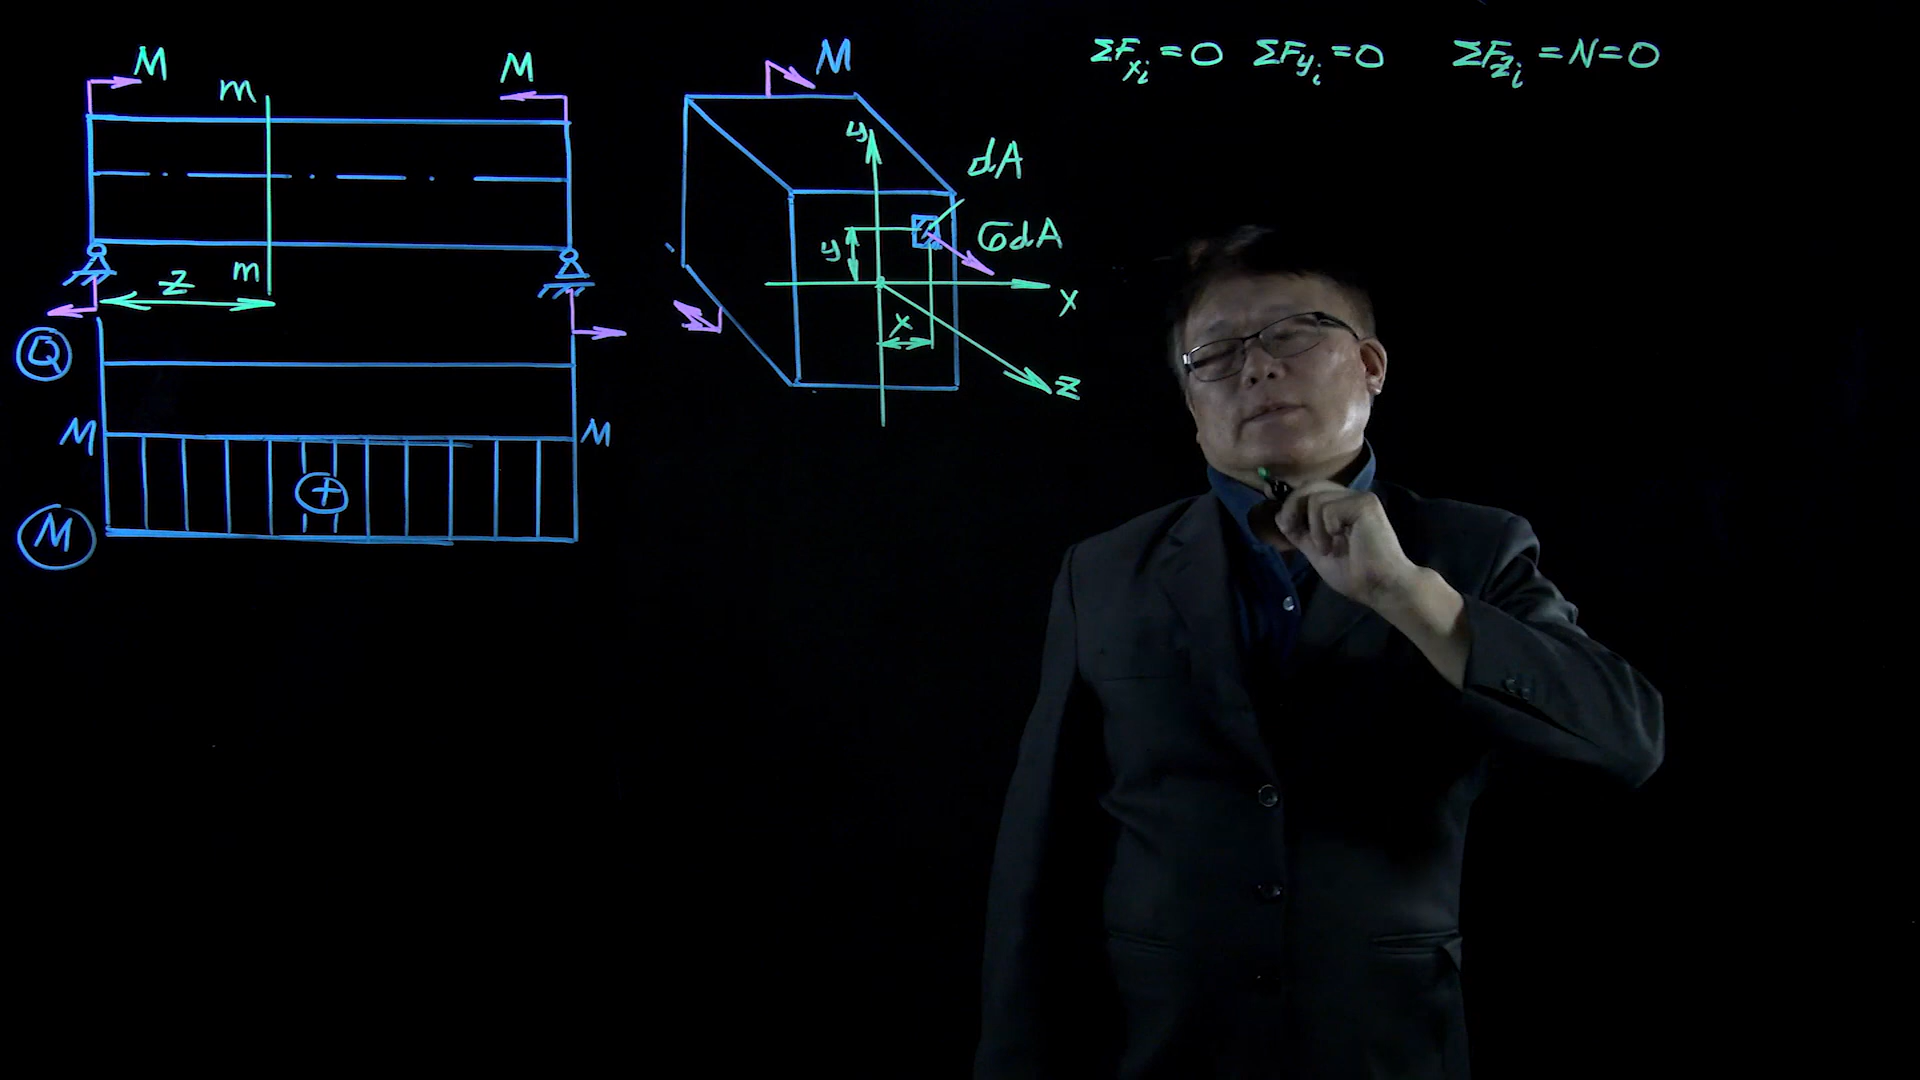 M
M
m
m
z
Q
M
M
+
M
M
y
dA
σdA
y
x
x
z
ΣFxi = 0 ΣFyi = 0 ΣFzi = N = 0